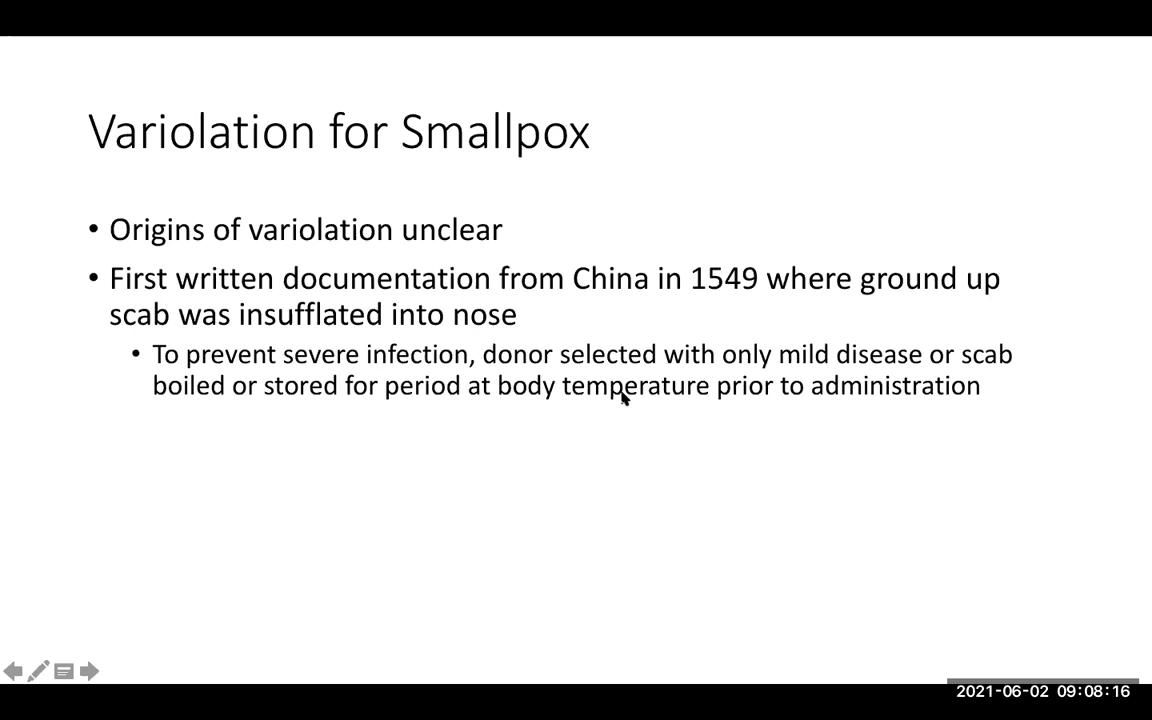 Variolation for Smallpox
• Origins of variolation unclear
• First written documentation from China in 1549 where ground up
scab was insufflated into nose
• To prevent severe infection, donor selected with only mild disease or scab
boiled or stored for period at body temperature prior to administration
2021-06-02 09:08:16